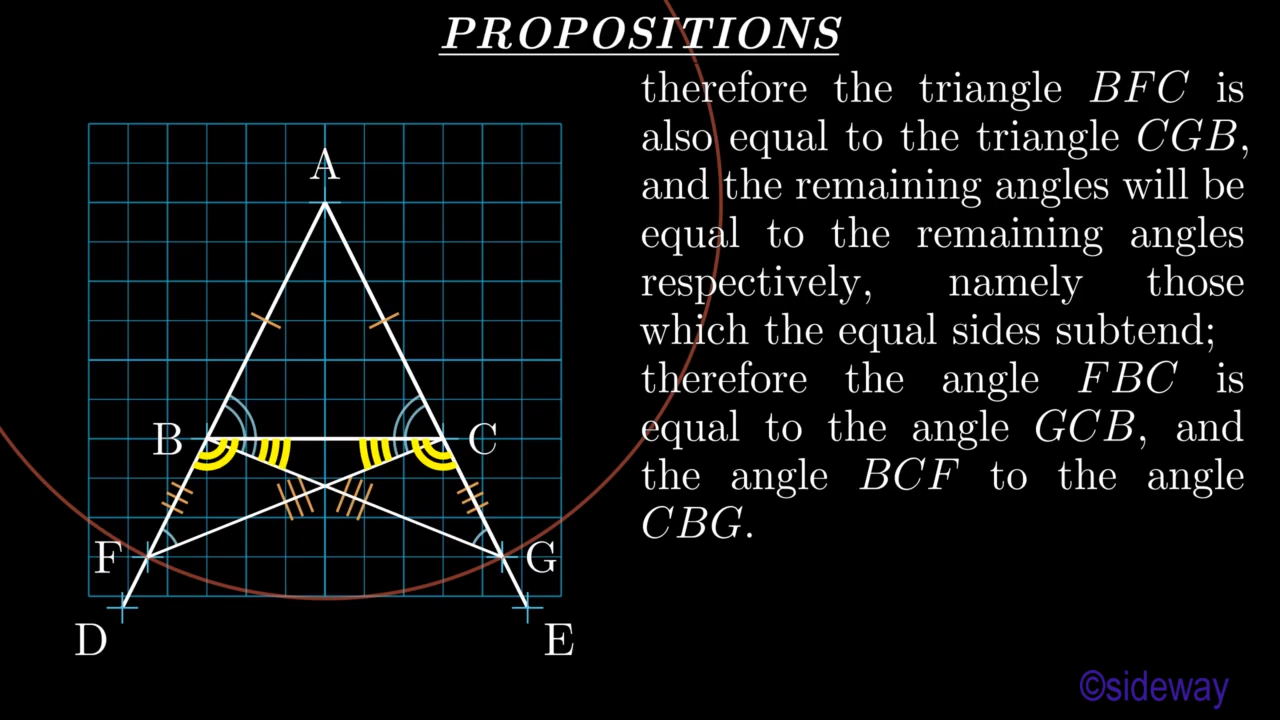 PROPOSITIONS
therefore the triangle BFC is
also equal to the triangle CGB,
and the remaining angles will be
equal to the remaining angles
respectively, namely those
which the equal sides subtend;
therefore the angle FBC is
equal to the angle GCB, and
the angle BCF to the angle
CBG.
A
B
C
F
G
D
E
©sideway